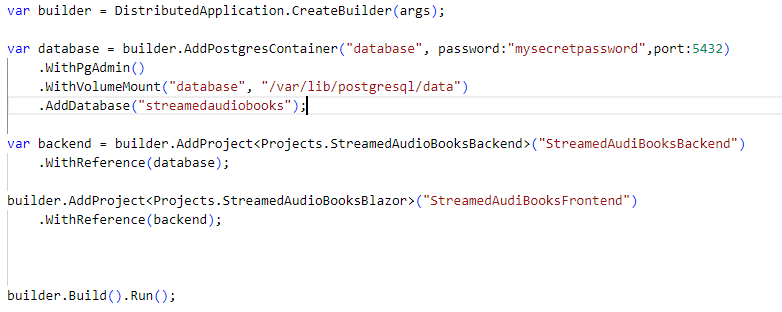 var builder = DistributedApplication.CreateBuilder(args);
var database = builder.AddPostgresContainer("database", password:"mysecretpassword",port:5432)
.WithPgAdmin()
.WithVolumeMount("database", "/var/lib/postgresql/data")
.AddDatabase("streamedaudiobooks");
var backend = builder.AddProject<Projects.StreamedAudioBooksBackend>("StreamedAudiBooksBackend")
.WithReference(database);
builder.AddProject<Projects.StreamedAudioBooksBlazor>("StreamedAudiBooksFrontend")
.WithReference(backend);
builder.Build().Run();